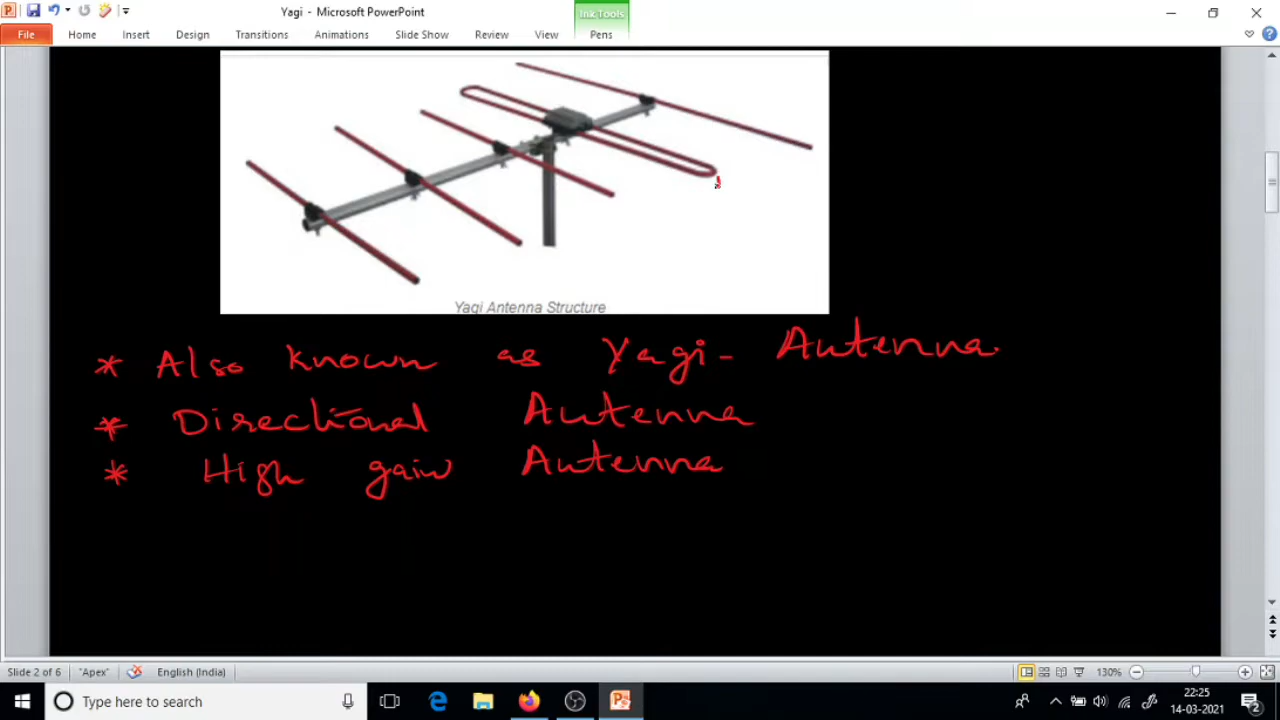 Yagi - Microsoft PowerPoint
Ink Tools
File Home Insert Design Transitions Animations Slide Show Review View Pens
Yagi Antenna Structure
* Also known as Yagi- Antenna.
* Directional Antenna
* High gain Antenna
Slide 2 of 6 "Apex" English (India) 130%
Type here to search
22:25
14-03-2021
2